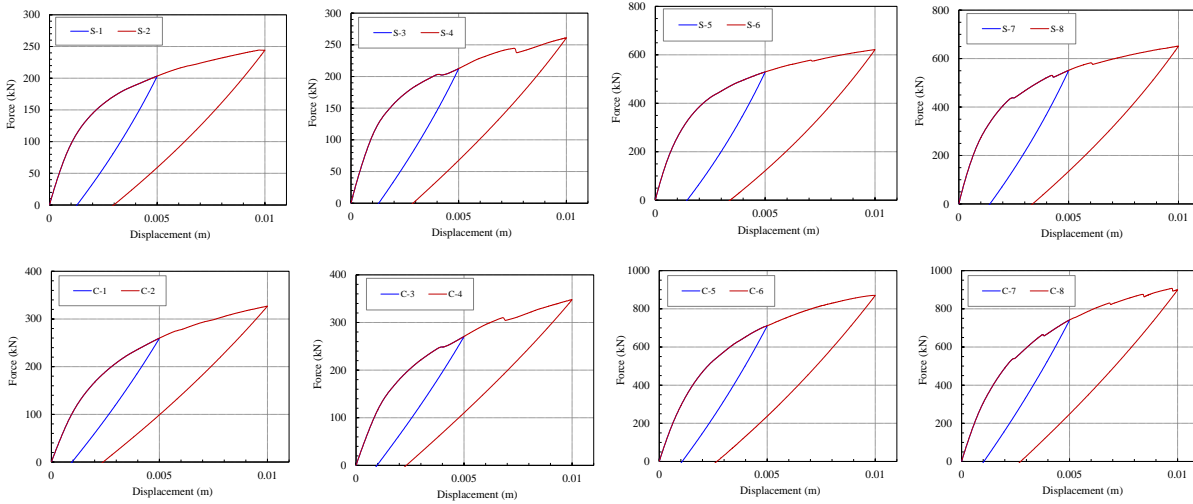 S-1 S-2
300
250
200
150
100
50
0
Force (kN)
0 0.005 0.01
Displacement (m)
S-3 S-4
300
250
200
150
100
50
0
Force (kN)
0 0.005 0.01
Displacement (m)
S-5 S-6
800
600
400
200
0
Force (kN)
0 0.005 0.01
Displacement (m)
S-7 S-8
800
600
400
200
0
Force (kN)
0 0.005 0.01
Displacement (m)
C-1 C-2
400
300
200
100
0
Force (kN)
0 0.005 0.01
Displacement (m)
C-3 C-4
400
300
200
100
0
Force (kN)
0 0.005 0.01
Displacement (m)
C-5 C-6
1000
800
600
400
200
0
Force (kN)
0 0.005 0.01
Displacement (m)
C-7 C-8
1000
800
600
400
200
0
Force (kN)
0 0.005 0.01
Displacement (m)